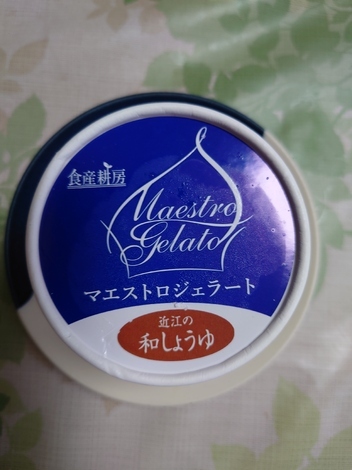 食産耕房
Maestro
Gelato
マエストロジェラート
近江の
和しょうゆ